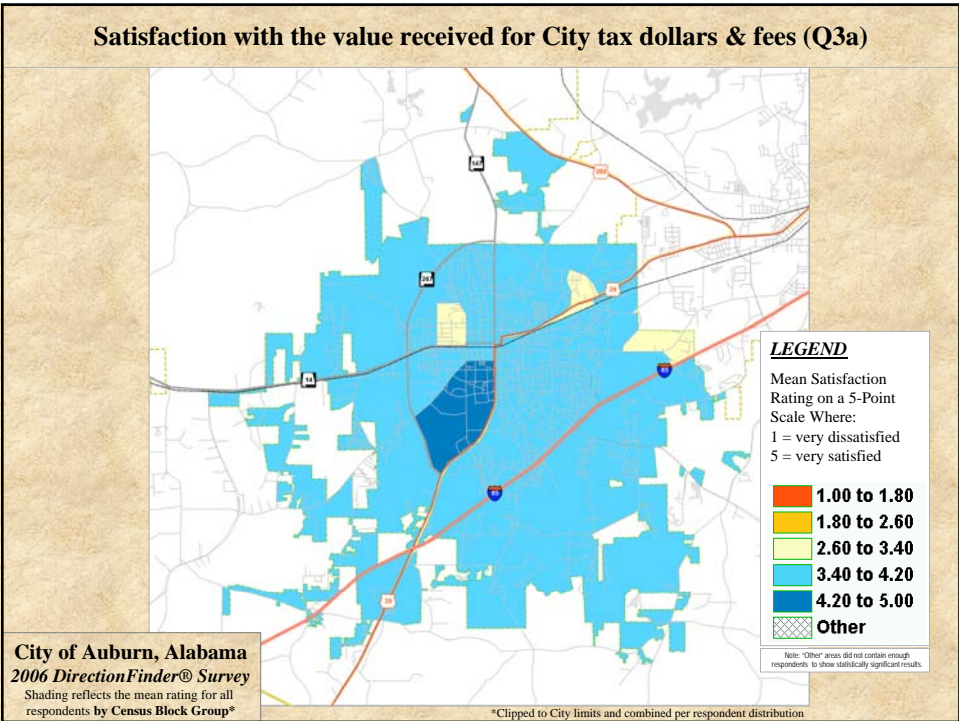 Satisfaction with the value received for City tax dollars & fees (Q3a)
147
280
267
29
14
85
85
29
LEGEND
Mean Satisfaction
Rating on a 5-Point
Scale Where:
1 = very dissatisfied
5 = very satisfied
1.00 to 1.80
1.80 to 2.60
2.60 to 3.40
3.40 to 4.20
4.20 to 5.00
Other
Note: "Other" areas did not contain enough
respondents to show statistically significant results.
City of Auburn, Alabama
2006 DirectionFinder® Survey
Shading reflects the mean rating for all
respondents by Census Block Group*
*Clipped to City limits and combined per respondent distribution